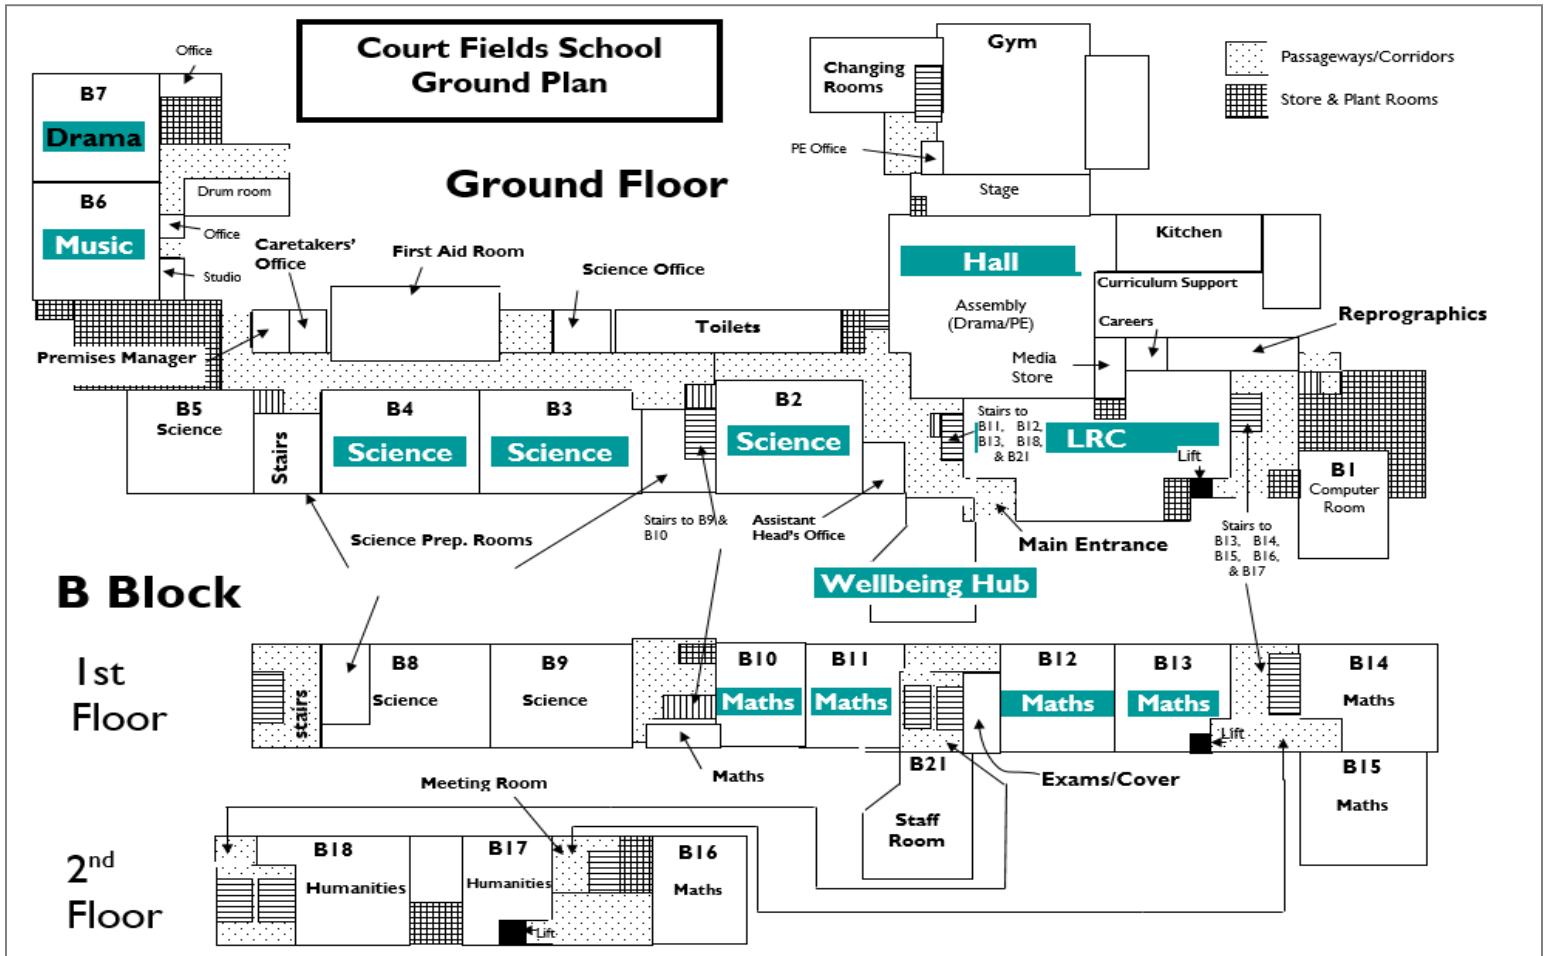 Court Fields School
Ground Plan
Gym
Changing
Rooms
Passageways/Corridors
Store & Plant Rooms
Office
B7
Drama
PE Office
Ground Floor
Stage
Drum room
B6
Music
Office
Studio
Caretakers'
Office
First Aid Room
Science Office
Kitchen
Hall
Curriculum Support
Assembly
(Drama/PE)
Careers
Reprographics
Toilets
Premises Manager
Media
Store
B5
Science
Stairs
B4
Science
B3
Science
B2
Science
Stairs to
B11, B12,
B13, B18,
& B21
LRC
Lift
B1
Computer
Room
Science Prep. Rooms
Stairs to B9 &
B10
Assistant
Head's Office
Main Entrance
Stairs to
B13, B14,
B15, B16,
& B17
Wellbeing Hub
B Block
1st
Floor
stairs
B8
Science
B9
Science
B10
Maths
B11
Maths
B12
Maths
B13
Maths
B14
Maths
Lift
Maths
B21
Staff
Room
Exams/Cover
B15
Maths
Meeting Room
2nd
Floor
B18
Humanities
B17
Humanities
Lift
B16
Maths